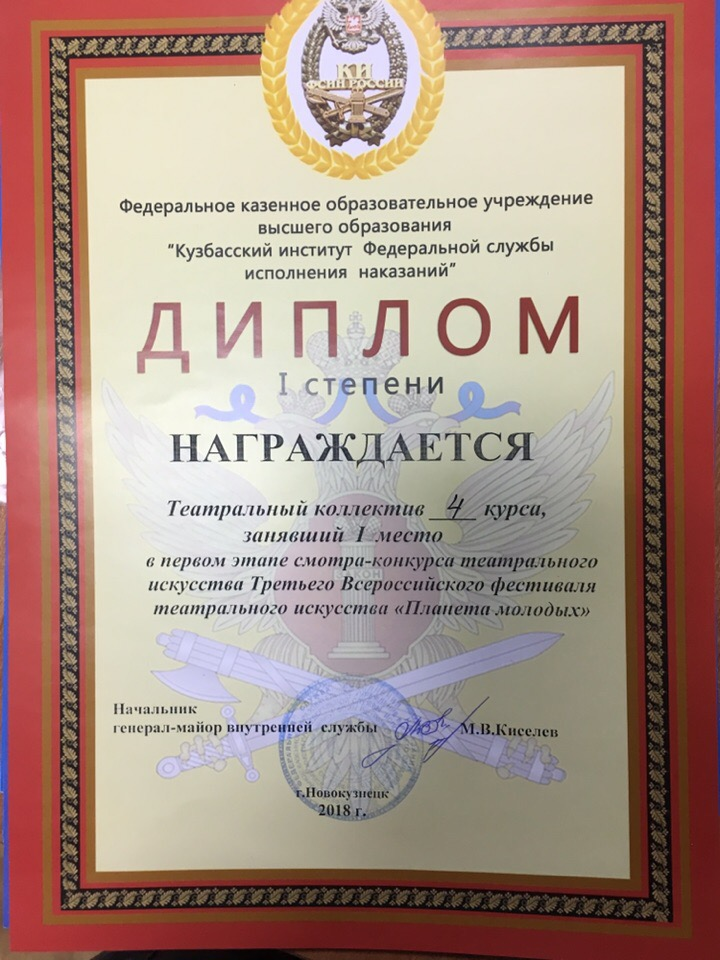 КИ
ФСИН РОССИИ
Федеральное казенное образовательное учреждение
высшего образования
"Кузбасский институт Федеральной службы
исполнения наказаний"
ДИПЛОМ
I степени
НАГРАЖДАЕТСЯ
Театральный коллектив 4 курса,
занявший I место
в первом этапе смотра-конкурса театрального
искусства Третьего Всероссийского фестиваля
театрального искусства «Планета молодых»
Начальник
генерал-майор внутренней службы М.В.Киселев
г.Новокузнецк
2018 г.